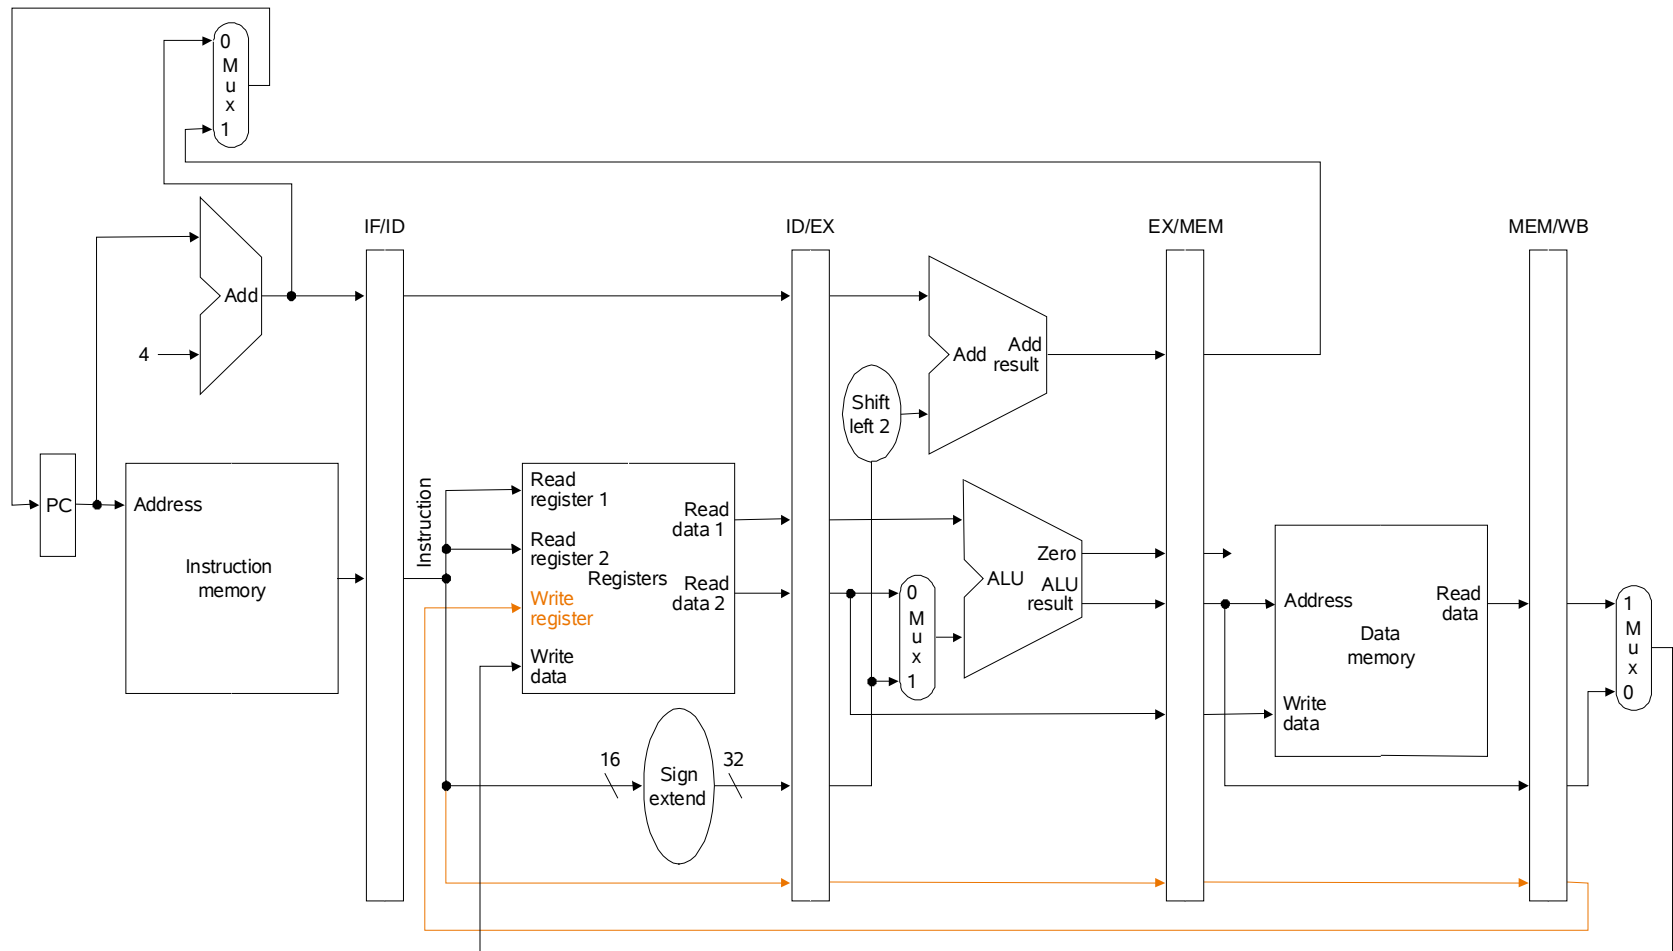 0
M
u
x
1
IF/ID
ID/EX
EX/MEM
MEM/WB
Add
4
Add
Add
result
Shift
left 2
PC
Address
Instruction
memory
Instruction
Read
register 1
Read
register 2
Write
register
Write
data
Registers
Read
data 1
Read
data 2
16
Sign
extend
32
0
M
u
x
1
Zero
ALU
ALU
result
Address
Read
data
Data
memory
Write
data
1
M
u
x
0